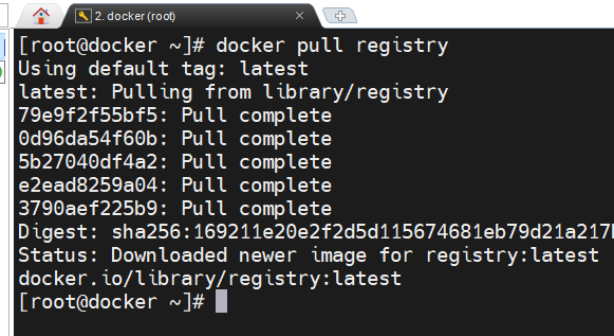 2. docker (root)
[root@docker ~]# docker pull registry
Using default tag: latest
latest: Pulling from library/registry
79e9f2f55bf5: Pull complete
0d96da54f60b: Pull complete
5b27040df4a2: Pull complete
e2ead8259a04: Pull complete
3790aef225b9: Pull complete
Digest: sha256:169211e20e2f2d5d115674681eb79d21a217
Status: Downloaded newer image for registry:latest
docker.io/library/registry:latest
[root@docker ~]#